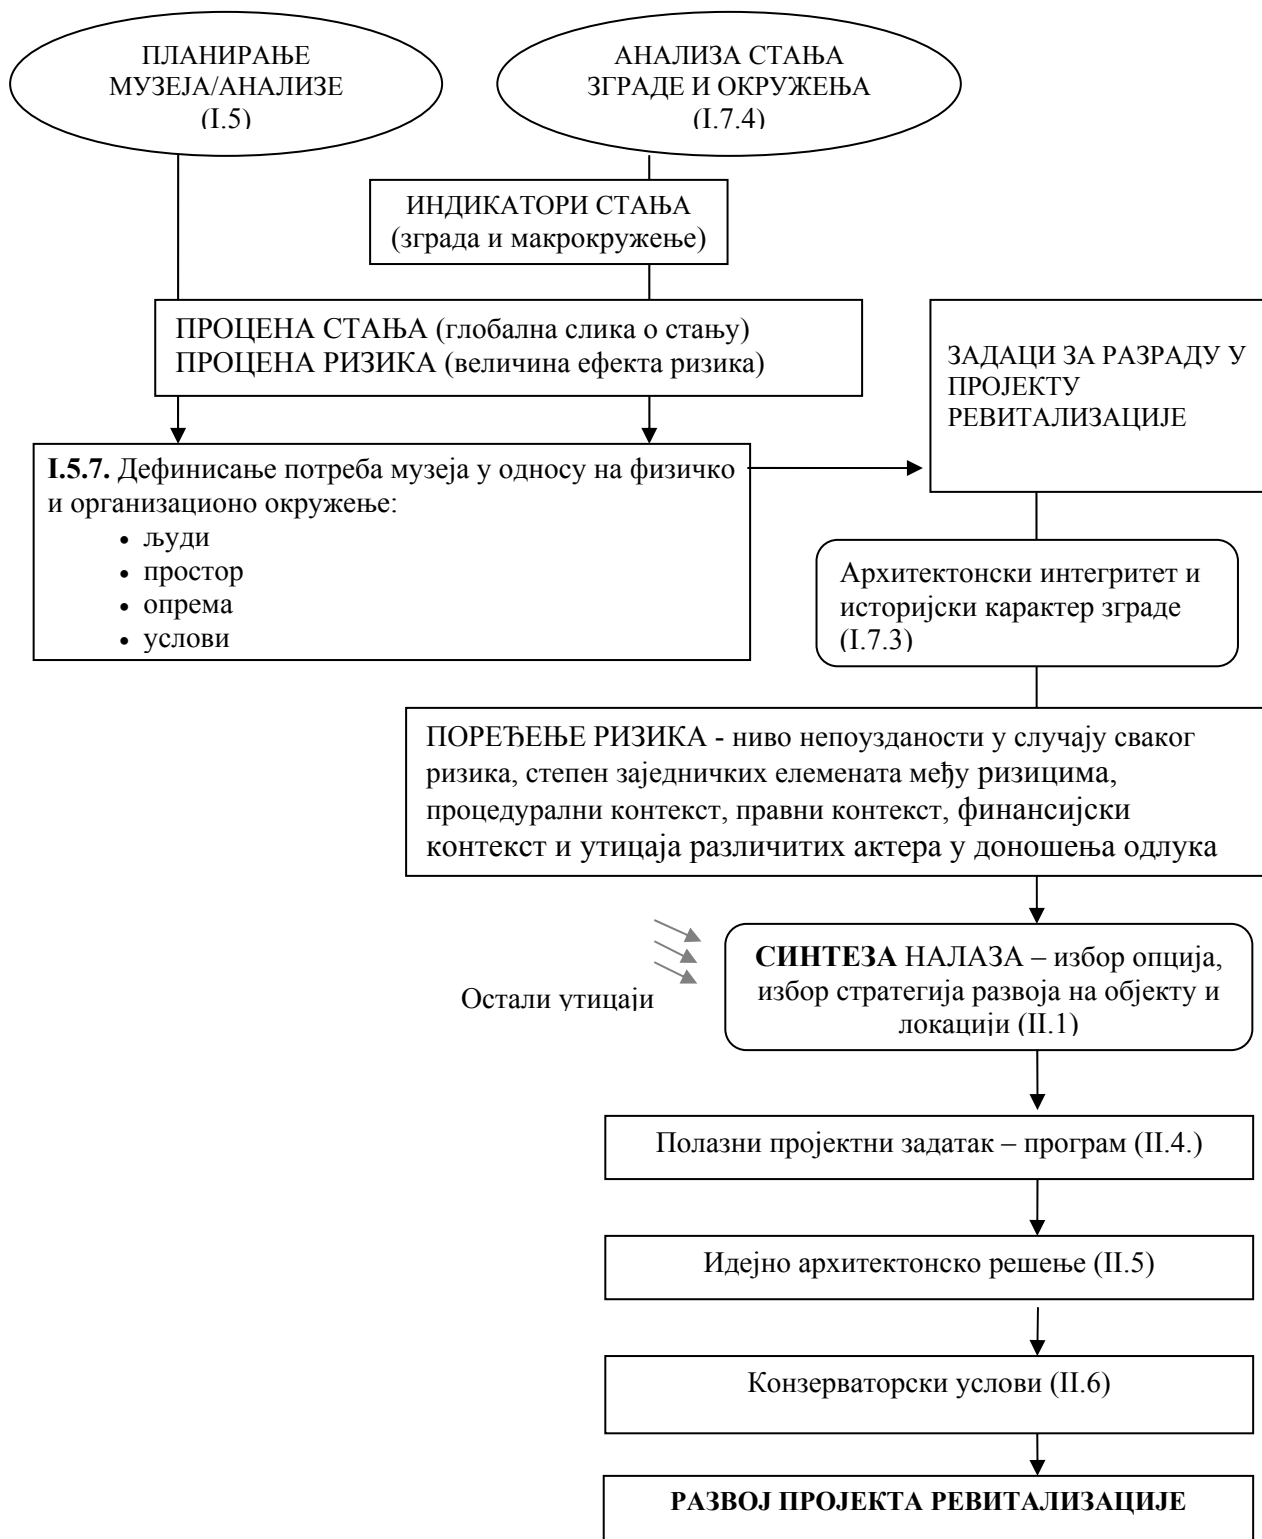 ПЛАНИРАЊЕ
МУЗЕЈА/АНАЛИЗЕ
(I.5)
АНАЛИЗА СТАЊА
ЗГРАДЕ И ОКРУЖЕЊА
(I.7.4)
ИНДИКАТОРИ СТАЊА
(зграда и макрокружење)
ПРОЦЕНА СТАЊА (глобална слика о стању)
ПРОЦЕНА РИЗИКА (величина ефекта ризика)
ЗАДАЦИ ЗА РАЗРАДУ У
ПРОЈЕКТУ
РЕВИТАЛИЗАЦИЈЕ
I.5.7. Дефинисање потреба музеја у односу на физичко
и организационо окружење:
• људи
• простор
• опрема
• услови
Архитектонски интегритет и
историјски карактер зграде
(I.7.3)
ПОРЕЂЕЊЕ РИЗИКА - ниво непоузданости у случају сваког
ризика, степен заједничких елемената међу ризицима,
процедурални контекст, правни контекст, финансијски
контекст и утицаја различитих актера у доношења одлука
Остали утицаји
СИНТЕЗА НАЛАЗА – избор опција,
избор стратегија развоја на објекту и
локацији (II.1)
Полазни пројектни задатак – програм (II.4.)
Идејно архитектонско решење (II.5)
Конзерваторски услови (II.6)
РАЗВОЈ ПРОЈЕКТА РЕВИТАЛИЗАЦИЈЕ